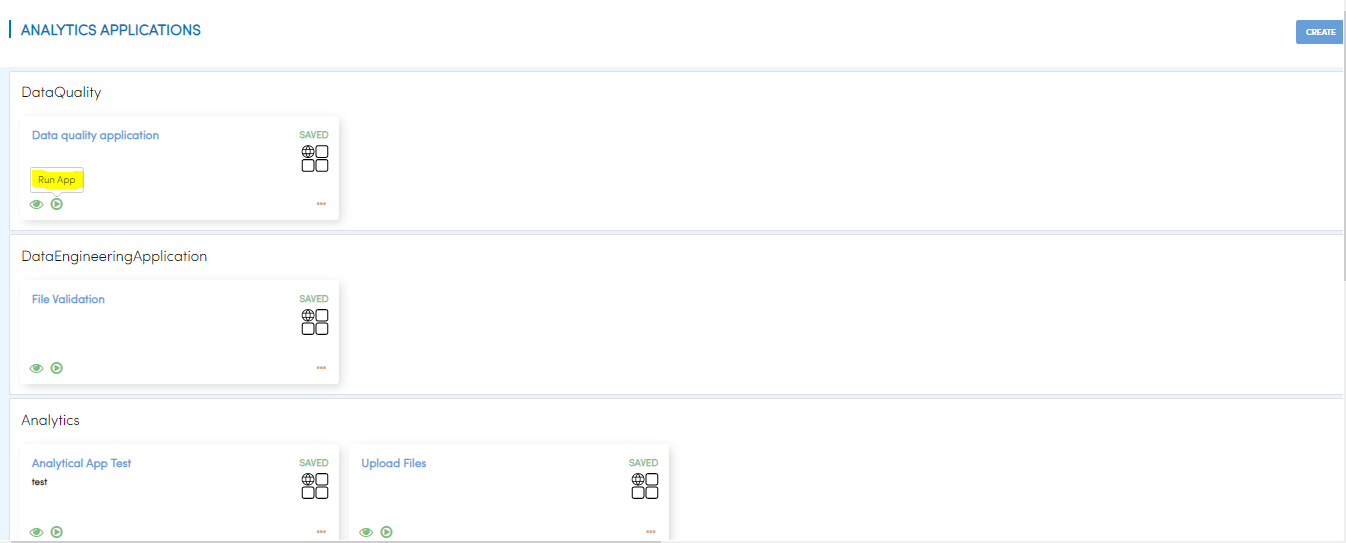 ANALYTICS APPLICATIONS
CREATE
DataQuality
Data quality application
SAVED
Run App
DataEngineeringApplication
File Validation
SAVED
Analytics
Analytical App Test
SAVED
test
Upload Files
SAVED